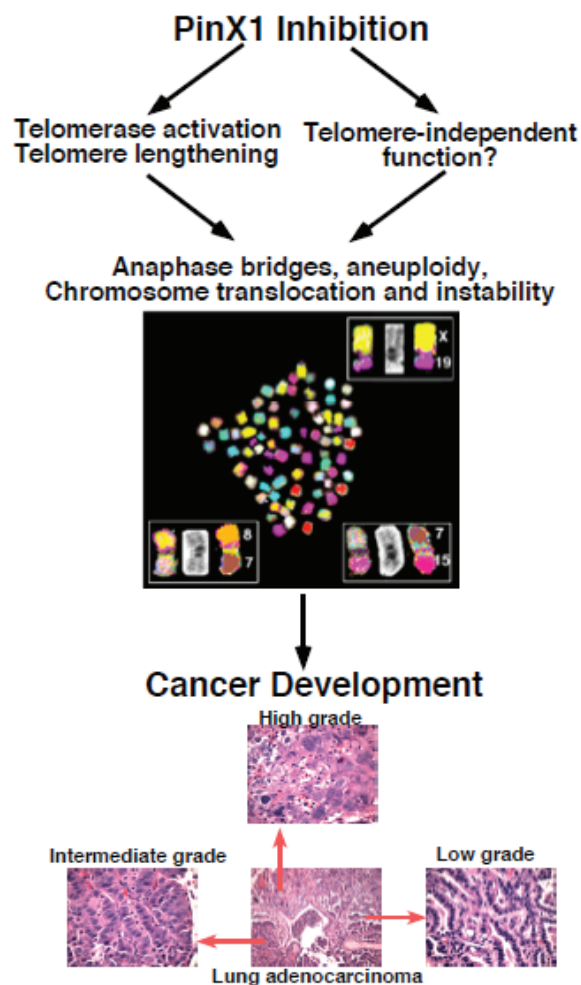 PinX1 Inhibition
Telomerase activation
Telomere lengthening
Telomere-independent
function?
Anaphase bridges, aneuploidy,
Chromosome translocation and instability
X
19
8
7
7
15
Cancer Development
High grade
Intermediate grade
Low grade
Lung adenocarcinoma